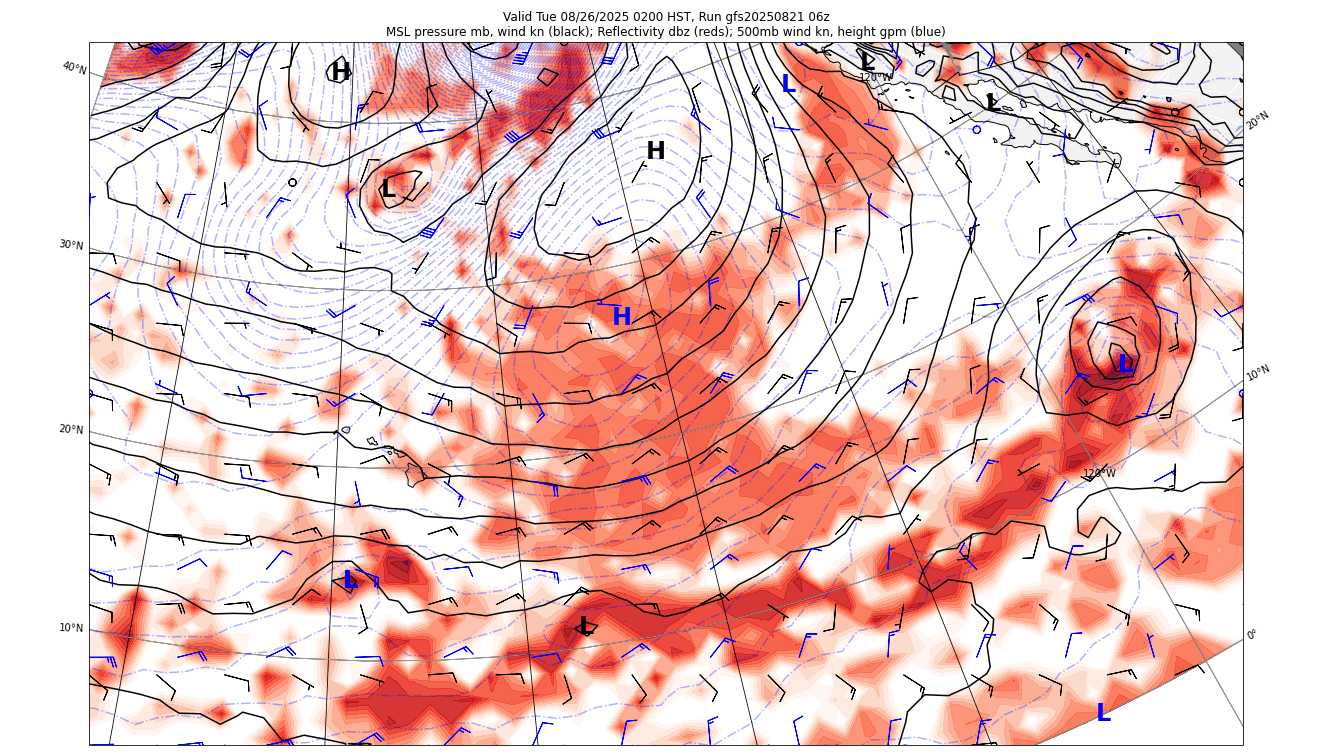 Valid Tue 08/26/2025 0200 HST, Run gfs20250821 06z
MSL pressure mb, wind kn (black); Reflectivity dbz (reds); 500mb wind kn, height gpm (blue)
40°N
H
L
L
120°W
L
20°N
H
L
30°N
H
L
10°N
20°N
120°W
L
10°N
L
0°
L